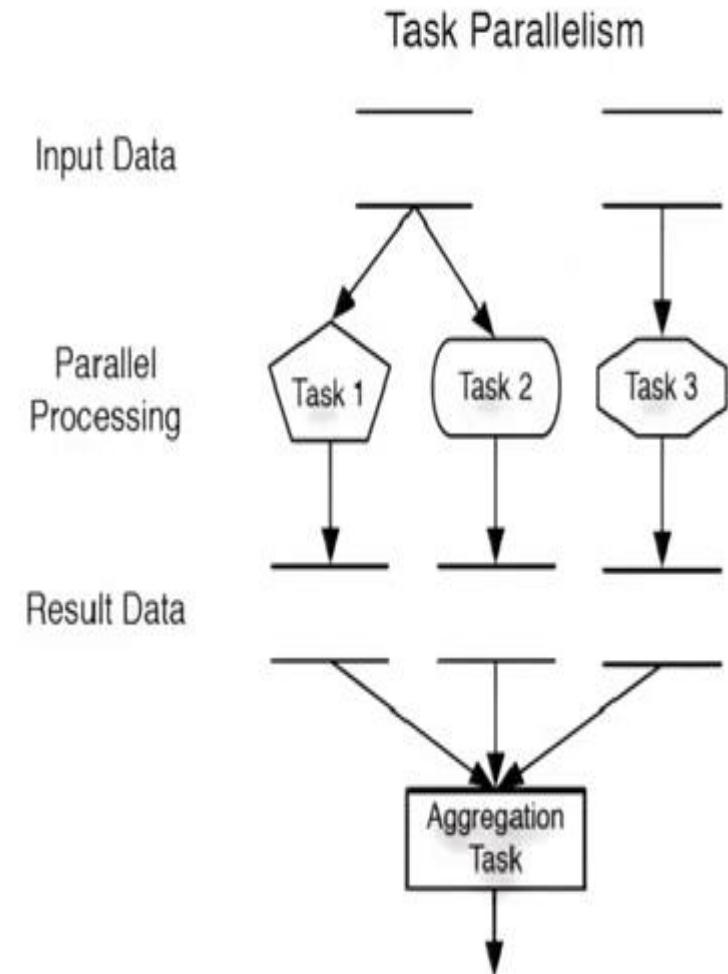 Task Parallelism
Input Data
Parallel
Processing
Task 1
Task 2
Task 3
Result Data
Aggregation
Task